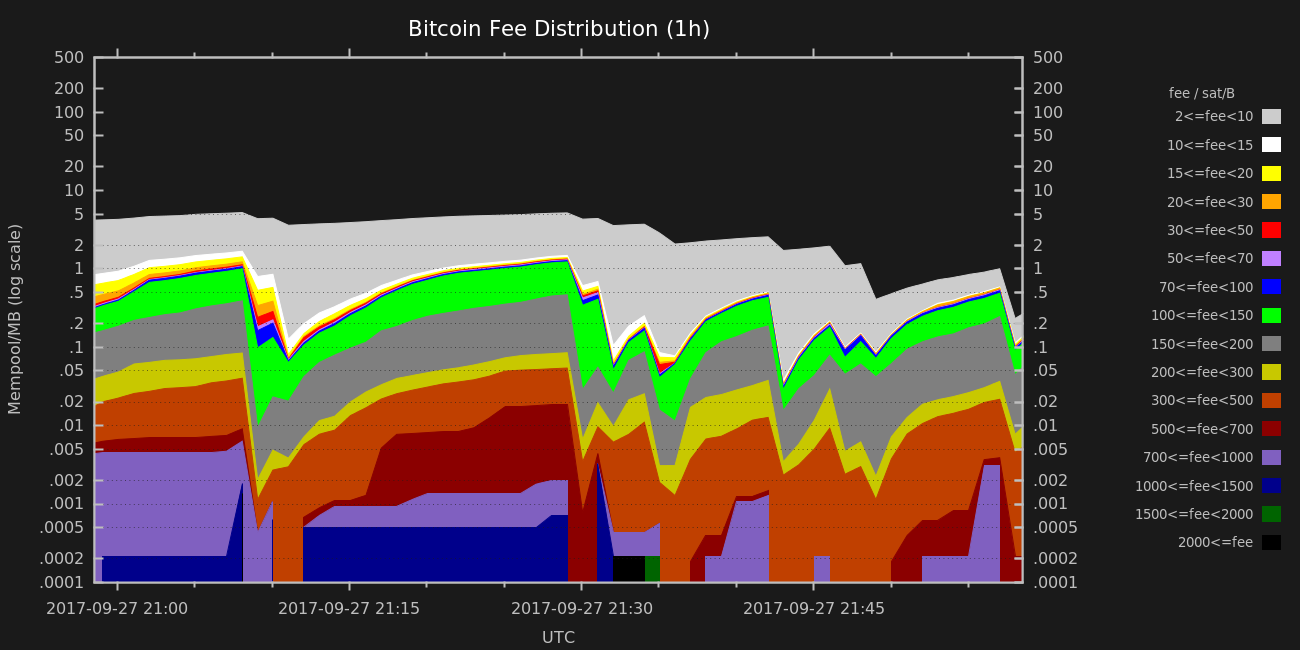 Bitcoin Fee Distribution (1h)
Mempool/MB (log scale)
500
200
100
50
20
10
5
2
1
.5
.2
.1
.05
.02
.01
.005
.002
.001
.0005
.0002
.0001
500
200
100
50
20
10
5
2
1
.5
.2
.1
.05
.02
.01
.005
.002
.001
.0005
.0002
.0001
fee / sat/B
2<=fee<10
10<=fee<15
15<=fee<20
20<=fee<30
30<=fee<50
50<=fee<70
70<=fee<100
100<=fee<150
150<=fee<200
200<=fee<300
300<=fee<500
500<=fee<700
700<=fee<1000
1000<=fee<1500
1500<=fee<2000
2000<=fee
2017-09-27 21:00 2017-09-27 21:15 2017-09-27 21:30 2017-09-27 21:45
UTC